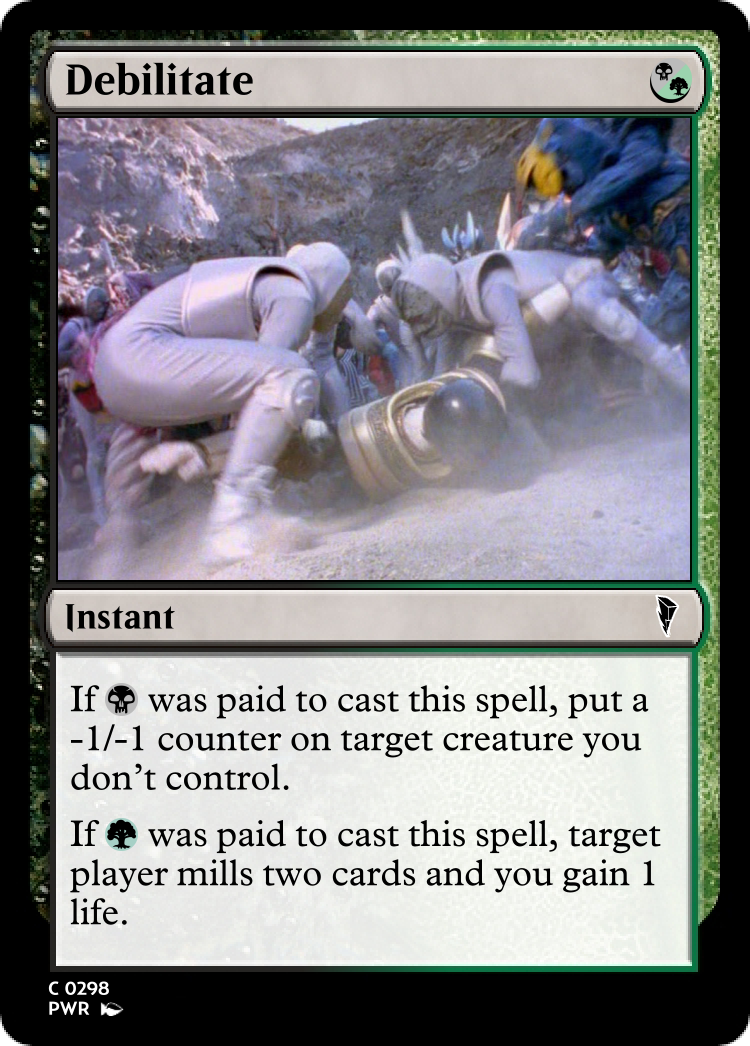 Debilitate
Instant
If was paid to cast this spell, put a
-1/-1 counter on target creature you
don't control.
If was paid to cast this spell, target
player mills two cards and you gain 1
life.
C 0298
PWR